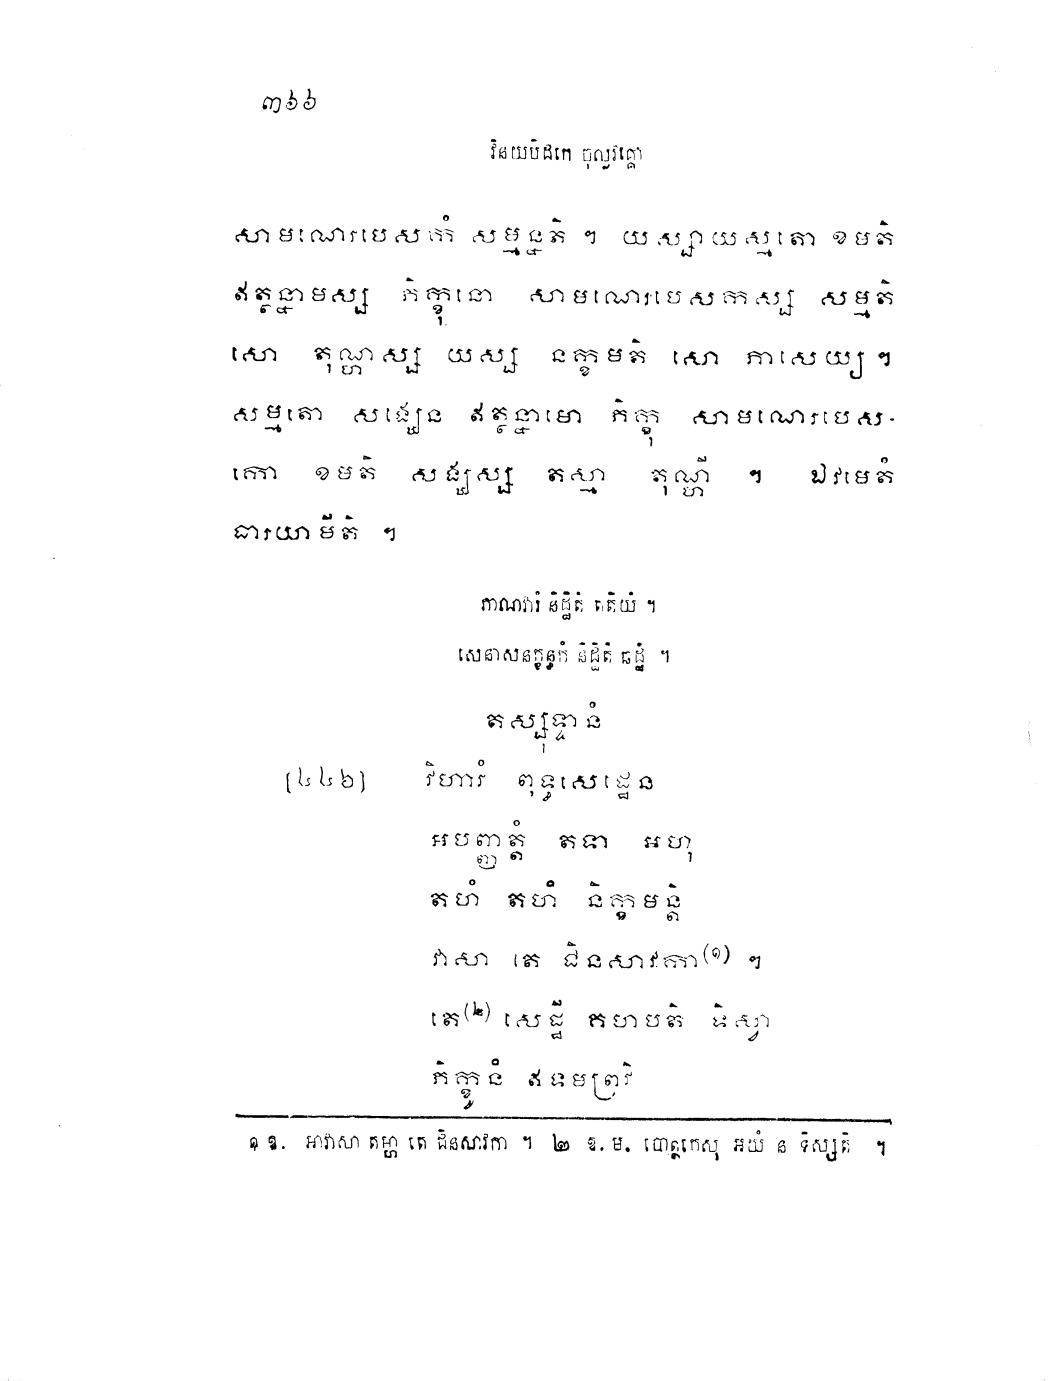 ៣៦៦
វិនយបិដកេ ចុល្លវគ្គោ
សាមណេរបេសកំ សម្មន្នតិ ។ យស្សាយស្មតោ ខមតិ
ឥត្ថន្នាមស្ស ភិក្ខុនោ សាមណេរបេសកស្ស សម្មតិ
សោ តុណ្ហស្ស យស្ស នក្ខមតិ សោ ភាសេយ្យ ។
សម្មតោ សង្ឃេន ឥត្ថន្នាមោ ភិក្ខុ សាមណេរបេស-
កោ ខមតិ សង្ឃស្ស តស្មា តុណ្ហី ។ ឯវមេតំ
ធារយាមីតិ ។
ភាណវារំ និដ្ឋិតំ តតិយំ ។
សេនាសនក្ខន្ធកំ និដ្ឋិតំ ឆដ្ឋំ ។
តស្សុទ្ទានំ
[៤៤៦] វិហារំ ពុទ្ធសេដ្ឋេន
អបញ្ញត្តំ តទា អហុ
តហំ តហំ និក្ខមន្តិ
វាសា តេ ជិនសាវកា(១) ។
តេ(២) សេដ្ឋី គហបតិ ទិស្វា
ភិក្ខូនំ ឥទមព្រុវិ
១ ឱ. អាវាសា តម្ហា តេ ជិនសាវកា ។ ២ ឱ. ម. បោត្ថកេសុ អយំ ន ទិស្សតិ ។